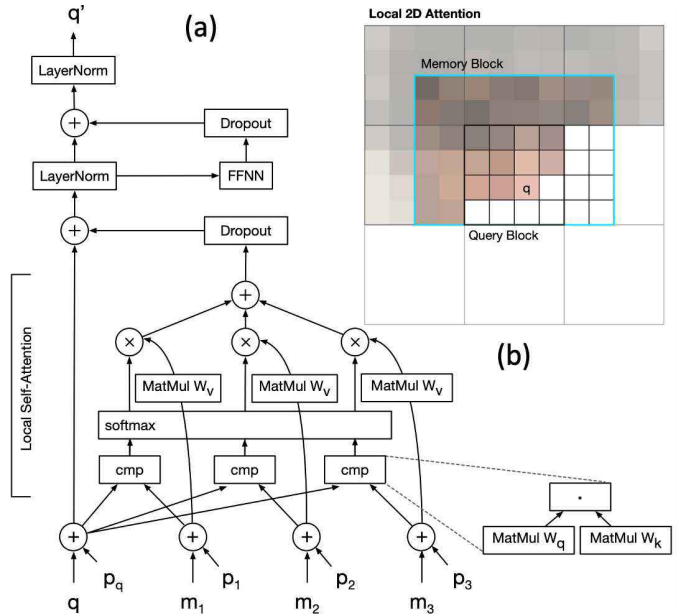 q’
(a)
LayerNorm
+
Dropout
LayerNorm
FFNN
+
Dropout
Local Self-Attention
+
× × ×
MatMul Wv MatMul Wv MatMul Wv
softmax
cmp cmp cmp
+ + + +
pq p1 p2 p3
q m1 m2 m3
Local 2D Attention
Memory Block
q
Query Block
(b)
·
MatMul Wq MatMul Wk